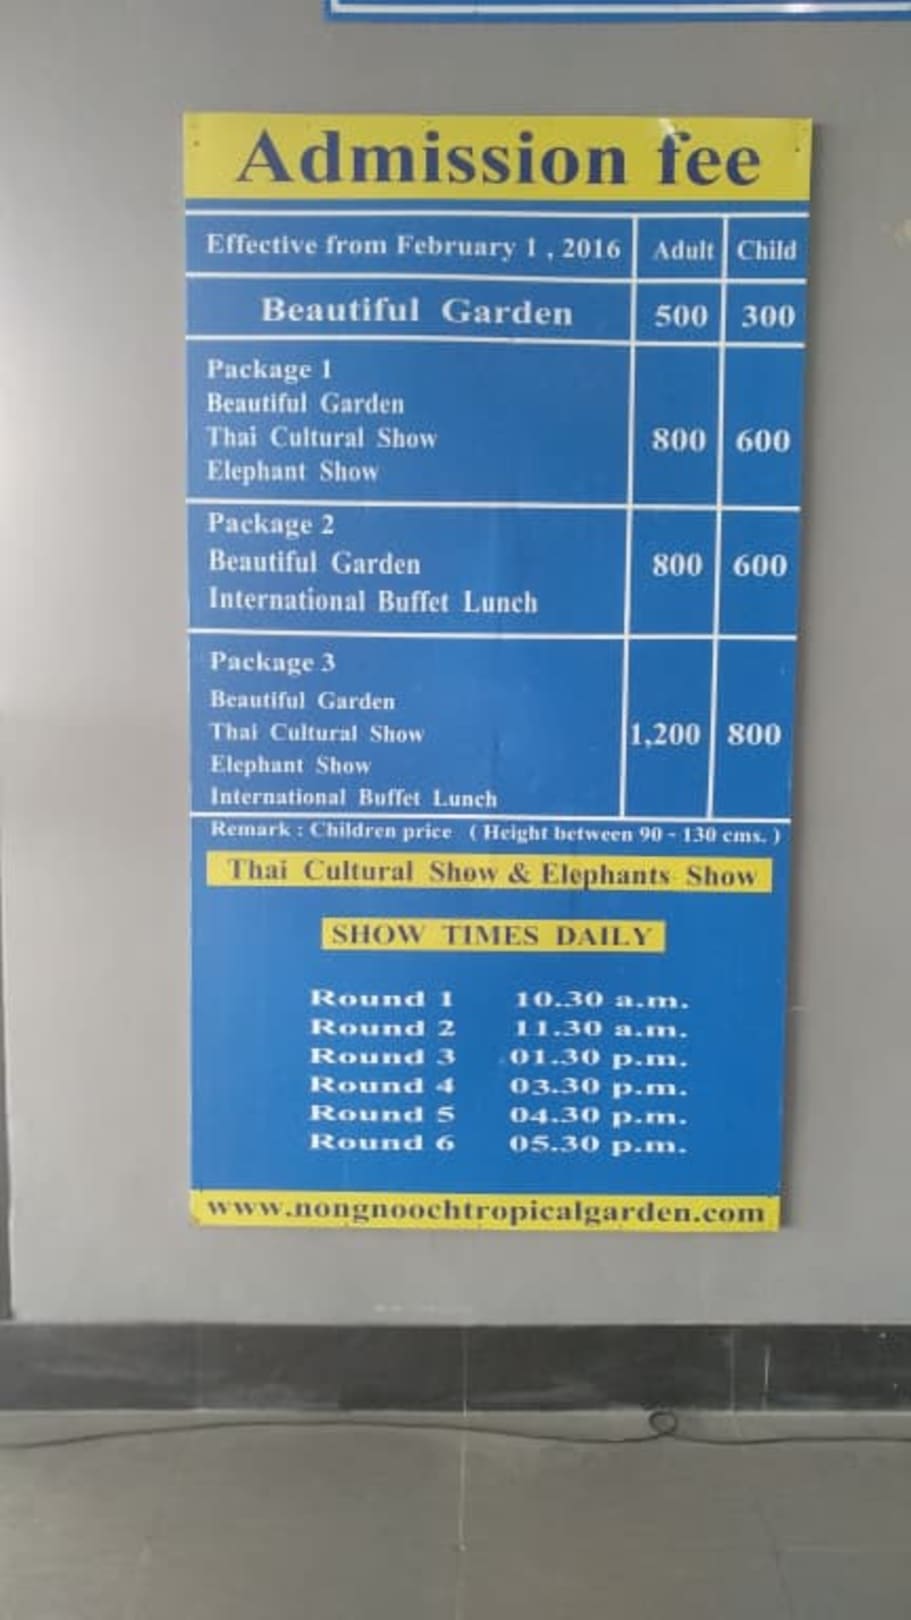 Admission fee
Effective from February 1 , 2016 Adult Child
Beautiful Garden 500 300
Package 1
Beautiful Garden
Thai Cultural Show 800 600
Elephant Show
Package 2
Beautiful Garden 800 600
International Buffet Lunch
Package 3
Beautiful Garden
Thai Cultural Show 1,200 800
Elephant Show
International Buffet Lunch
Remark : Children price ( Height between 90 - 130 cms. )
Thai Cultural Show & Elephants Show
SHOW TIMES DAILY
Round 1 10.30 a.m.
Round 2 11.30 a.m.
Round 3 01.30 p.m.
Round 4 03.30 p.m.
Round 5 04.30 p.m.
Round 6 05.30 p.m.
www.nongnoochtropicalgarden.com